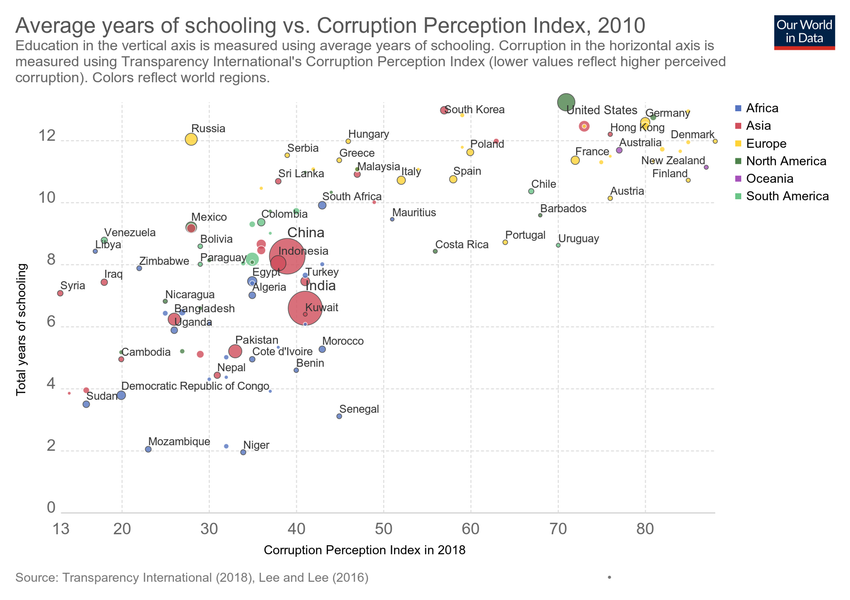 Average years of schooling vs. Corruption Perception Index, 2010
Education in the vertical axis is measured using average years of schooling. Corruption in the horizontal axis is
measured using Transparency International's Corruption Perception Index (lower values reflect higher perceived
corruption). Colors reflect world regions.
Our World
in Data
Africa
Asia
Europe
North America
Oceania
South America
Total years of schooling
12
10
8
6
4
2
0
South Korea
United States
Germany
Russia
Hungary
Hong Kong
Denmark
Serbia
Greece
Poland
Australia
France
New Zealand
Sri Lanka
Malaysia
Italy
Spain
Finland
Chile
Austria
South Africa
Mexico
Colombia
Mauritius
Barbados
Venezuela
China
Libya
Bolivia
Indonesia
Costa Rica
Portugal
Uruguay
Zimbabwe
Paraguay
Iraq
Egypt
Turkey
Syria
Algeria
India
Nicaragua
Bangladesh
Kuwait
Uganda
Pakistan
Morocco
Cambodia
Cote d'Ivoire
Nepal
Benin
Democratic Republic of Congo
Sudan
Senegal
Mozambique
Niger
13
20
30
40
50
60
70
80
Corruption Perception Index in 2018
Source: Transparency International (2018), Lee and Lee (2016)